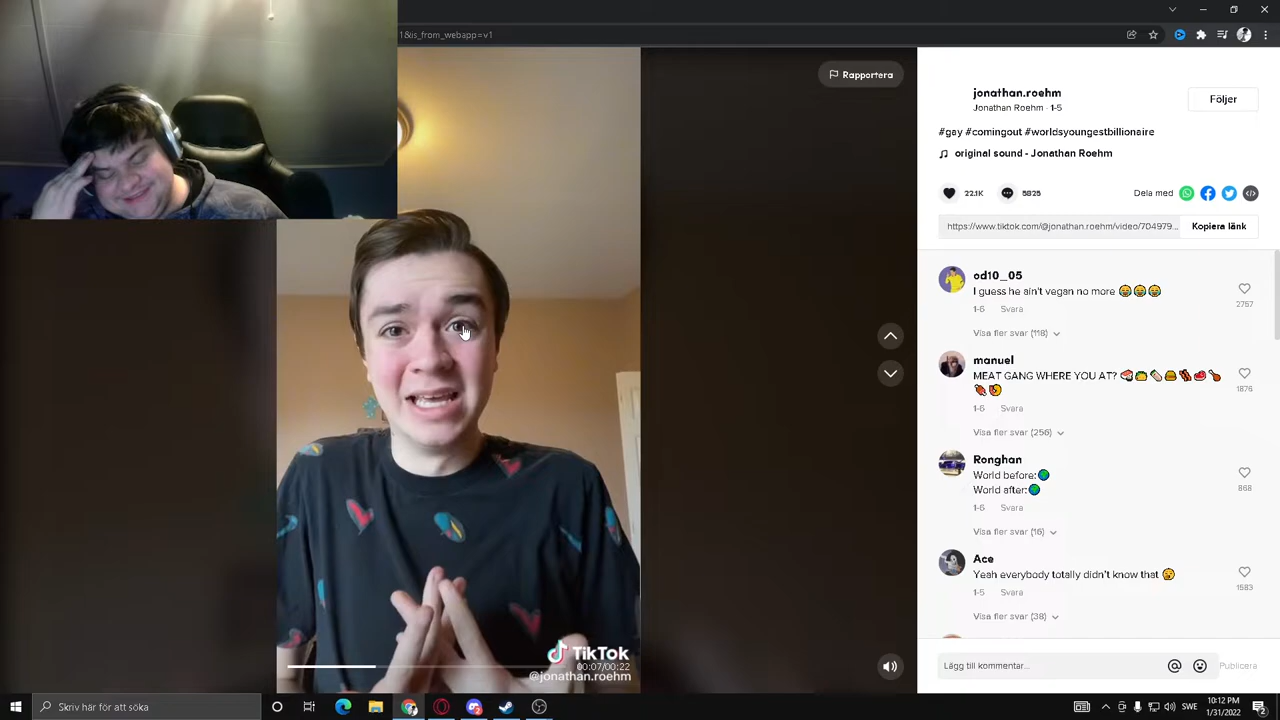 1&is_from_webapp=v1
Rapportera
jonathan.roehm
Jonathan Roehm · 1-5
Följer
#gay #comingout #worldsyoungestbillionaire
original sound - Jonathan Roehm
22.1K
5825
Dela med
https://www.tiktok.com/@jonathan.roehm/video/704979...
Kopiera länk
od10_05
I guess he ain't vegan no more 😭😭😭
2757
1-6 Svara
Visa fler svar (118)
manuel
MEAT GANG WHERE YOU AT?
1876
1-6 Svara
Visa fler svar (256)
Ronghan
World before:🌍
World after:🌍
868
1-6 Svara
Visa fler svar (16)
Ace
Yeah everybody totally didn't know that
1583
1-5 Svara
Visa fler svar (38)
TikTok
00:07/00:22
@jonathan.roehm
Lägg till kommentar...
@
Publicera
Skriv här för att söka
SWE
10:12 PM
1/31/2022
2